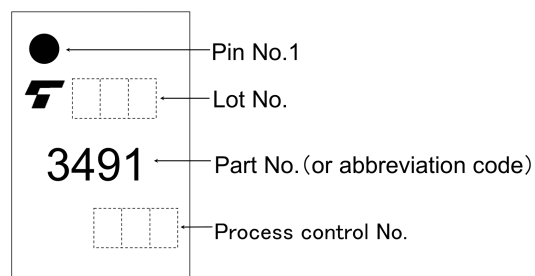 Pin No.1
Lot No.
3491
Part No.(or abbreviation code)
Process control No.